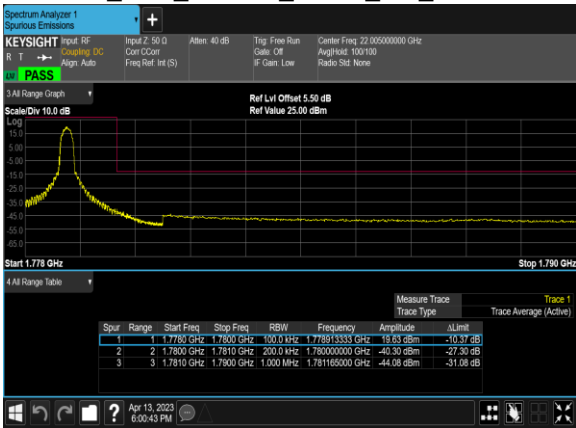 Spectrum Analyzer 1
Spurious Emissions
+
KEYSIGHT Input: RF Input Z: 50 Ω Atten: 40 dB Trig: Free Run Center Freq: 22.005000000 GHz
R T Coupling: DC Corr CCorr Gate: Off Avg|Hold: 100/100
Align: Auto Freq Ref: Int (S) IF Gain: Low Radio Std: None
PASS
3 All Range Graph Ref Lvl Offset 5.50 dB
Scale/Div 10.0 dB Ref Value 25.00 dBm
Log
15.0
5.00
-5.00
-15.0
-25.0
-35.0
-45.0
-55.0
-65.0
Start 1.778 GHz Stop 1.790 GHz
4 All Range Table
Measure Trace Trace 1
Trace Type Trace Average (Active)
Spur Range Start Freq Stop Freq RBW Frequency Amplitude ΔLimit
1 1 1.7780 GHz 1.7800 GHz 100.0 kHz 1.778913333 GHz 19.63 dBm -10.37 dB
2 2 1.7800 GHz 1.7810 GHz 200.0 kHz 1.780000000 GHz -40.30 dBm -27.30 dB
3 3 1.7810 GHz 1.7900 GHz 1.000 MHz 1.781165000 GHz -44.08 dBm -31.08 dB
? Apr 13, 2023
6:00:43 PM